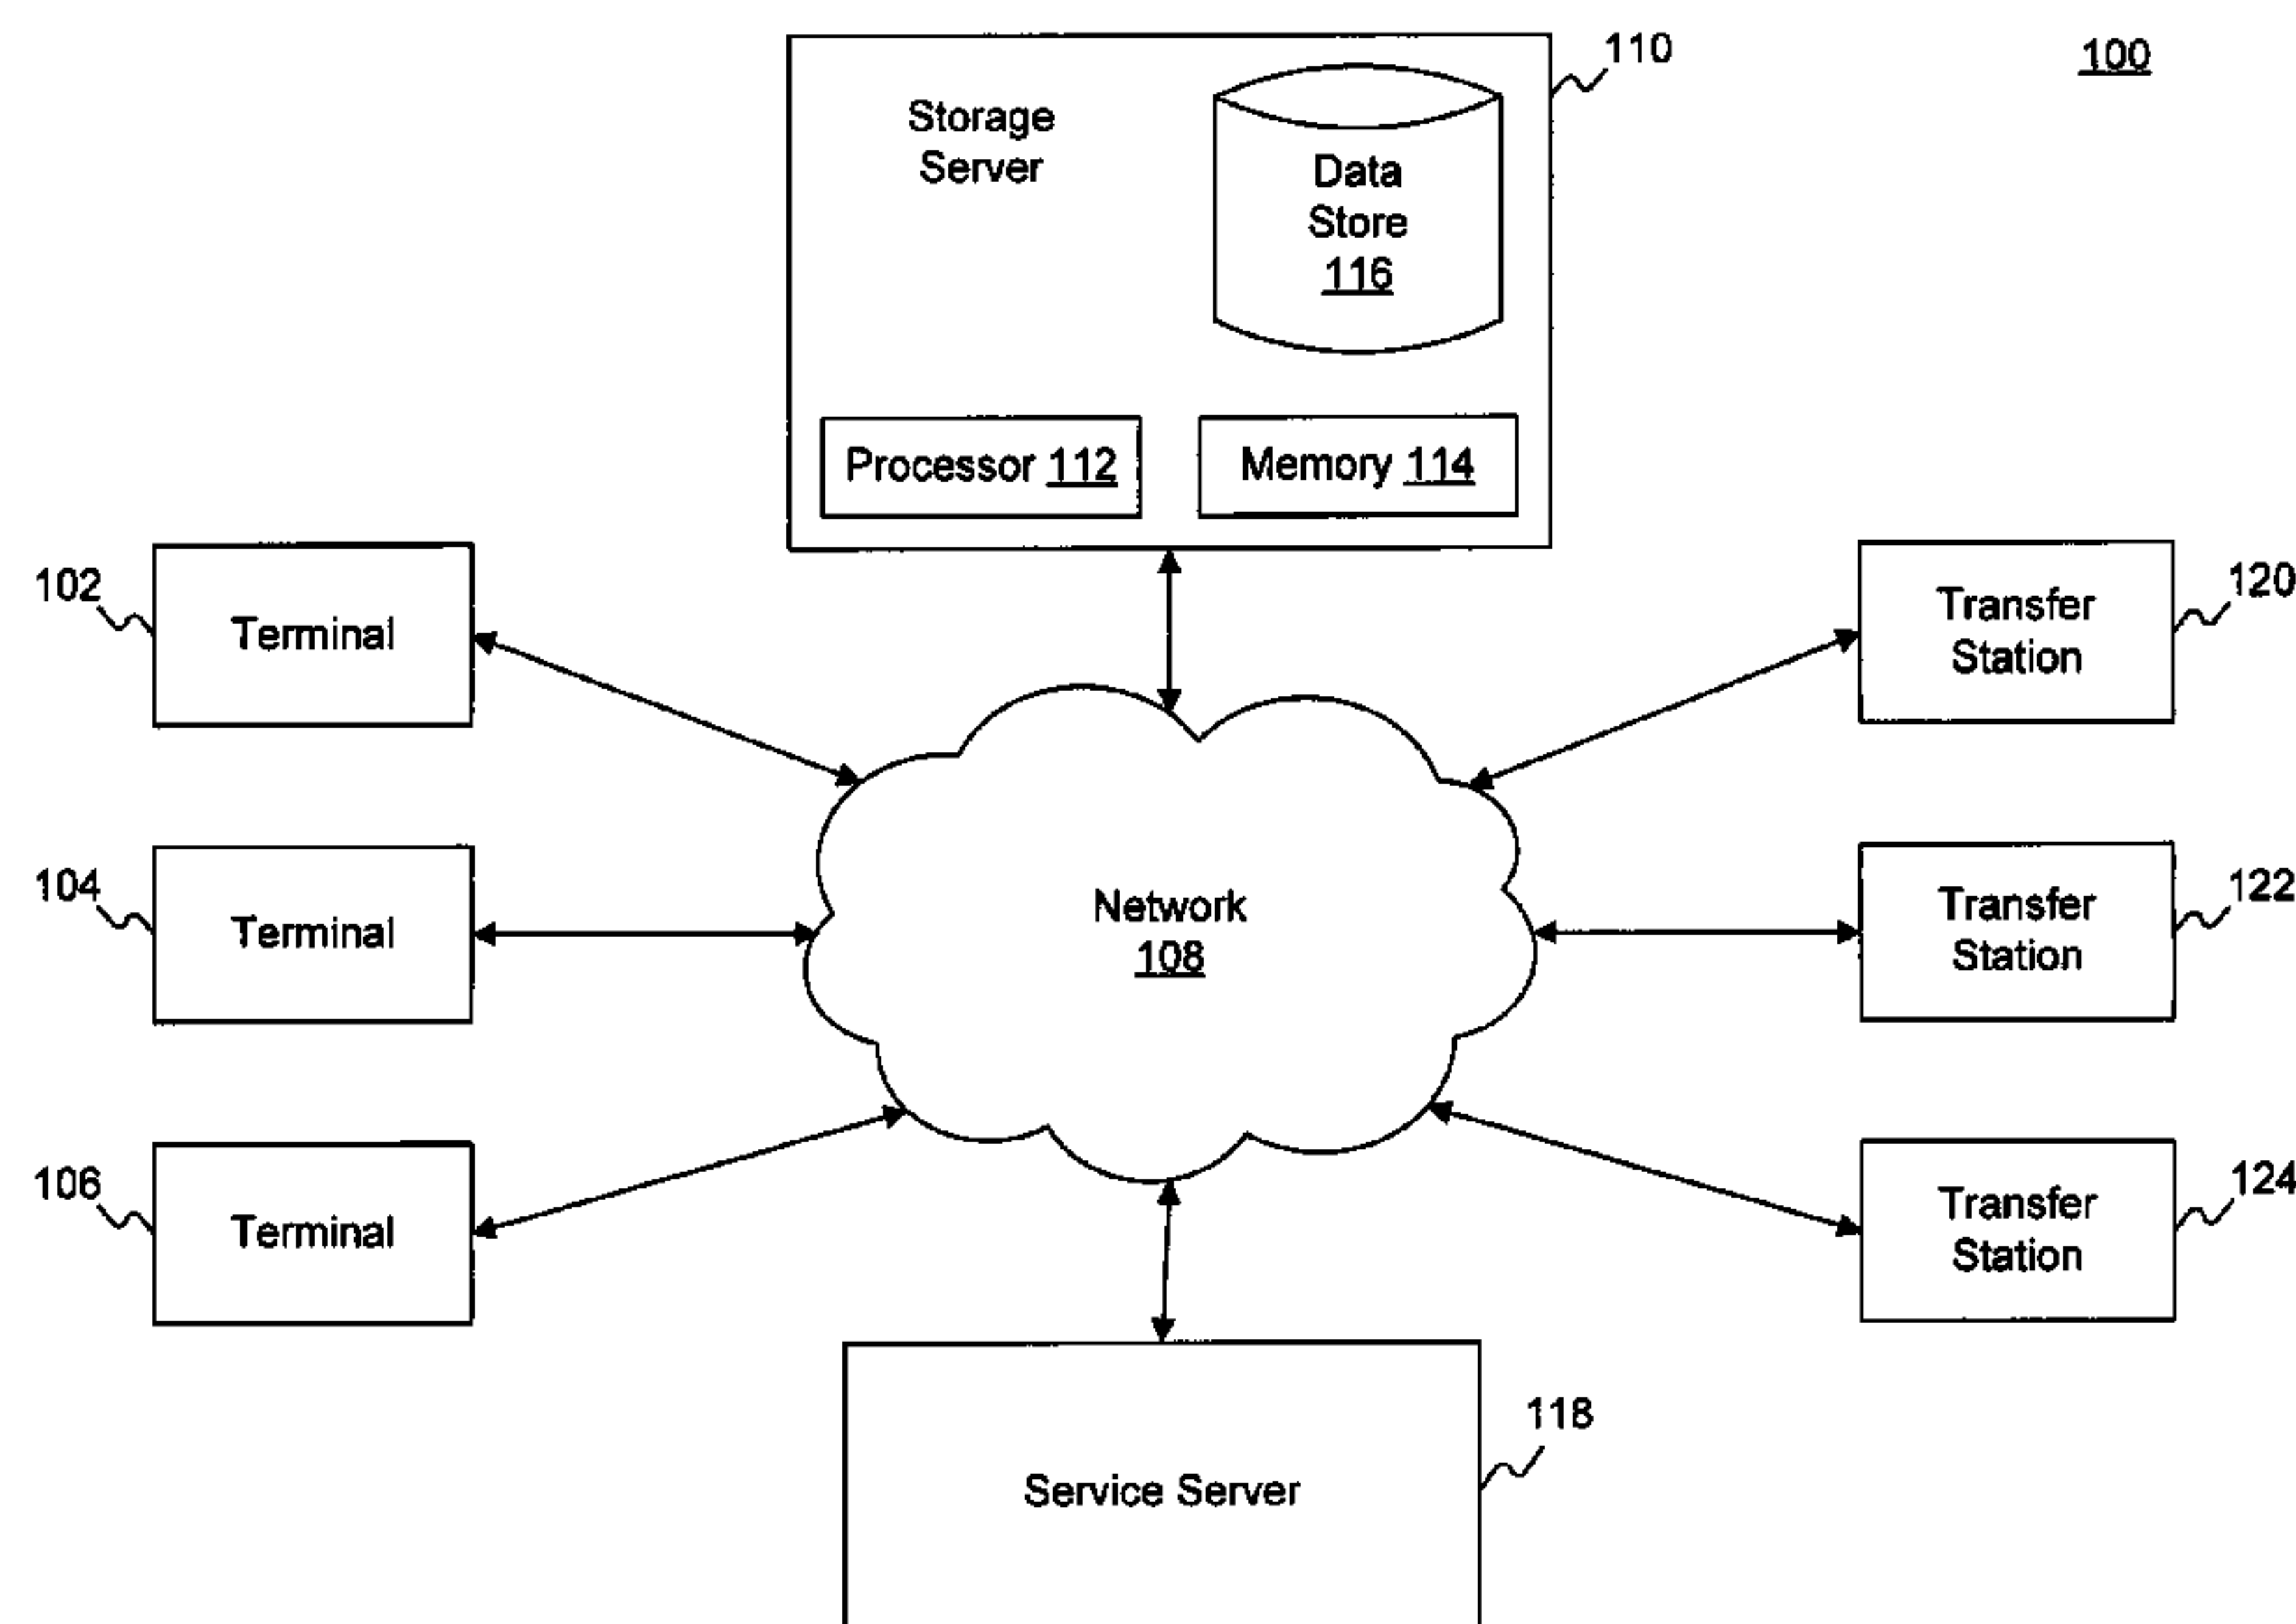 110
100
Storage
Server
Data
Store
116
Processor 112
Memory 114
102
Terminal
Transfer
Station
120
104
Terminal
Network
108
Transfer
Station
122
106
Terminal
Transfer
Station
124
118
Service Server